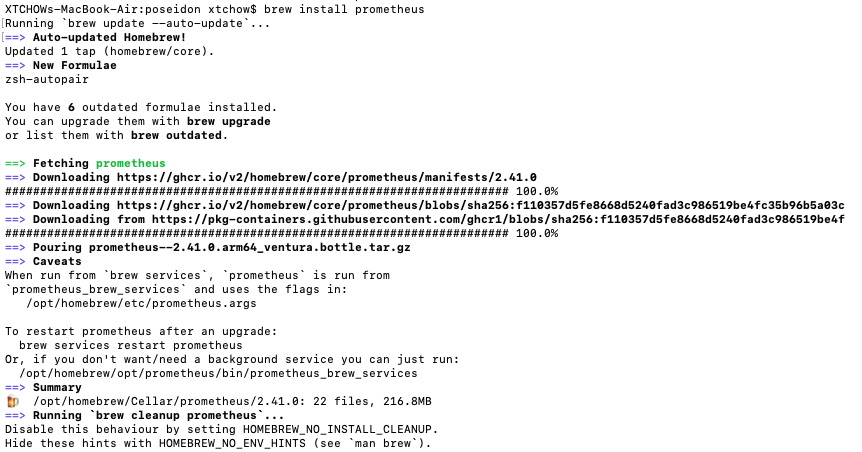 XTCHOWs-MacBook-Air:poseidon xtchow$ brew install prometheus
Running `brew update --auto-update`...
==> Auto-updated Homebrew!
Updated 1 tap (homebrew/core).
==> New Formulae
zsh-autopair
You have 6 outdated formulae installed.
You can upgrade them with brew upgrade
or list them with brew outdated.
==> Fetching prometheus
==> Downloading https://ghcr.io/v2/homebrew/core/prometheus/manifests/2.41.0
######################################################################## 100.0%
==> Downloading https://ghcr.io/v2/homebrew/core/prometheus/blobs/sha256:f110357d5fe8668d5240fad3c986519be4fc35b96b5a03c
==> Downloading from https://pkg-containers.githubusercontent.com/ghcr1/blobs/sha256:f110357d5fe8668d5240fad3c986519be4f
######################################################################## 100.0%
==> Pouring prometheus--2.41.0.arm64_ventura.bottle.tar.gz
==> Caveats
When run from `brew services`, `prometheus` is run from
`prometheus_brew_services` and uses the flags in:
/opt/homebrew/etc/prometheus.args
To restart prometheus after an upgrade:
brew services restart prometheus
Or, if you don't want/need a background service you can just run:
/opt/homebrew/opt/prometheus/bin/prometheus_brew_services
==> Summary
🍺 /opt/homebrew/Cellar/prometheus/2.41.0: 22 files, 216.8MB
==> Running `brew cleanup prometheus`...
Disable this behaviour by setting HOMEBREW_NO_INSTALL_CLEANUP.
Hide these hints with HOMEBREW_NO_ENV_HINTS (see `man brew`).